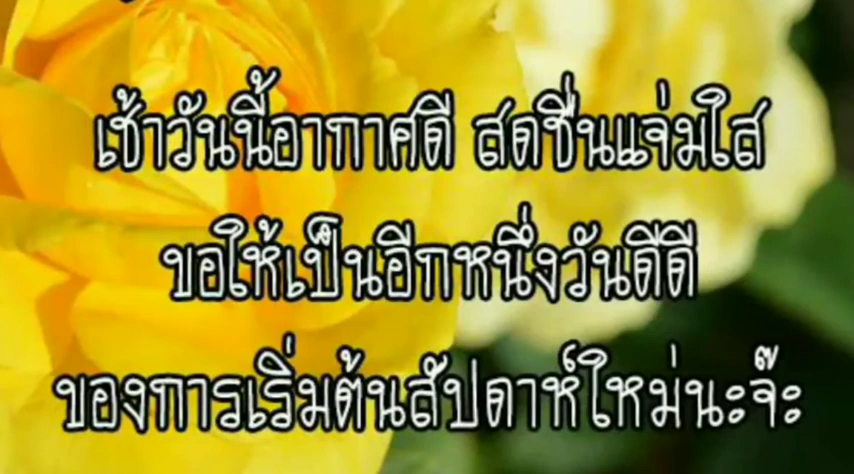 เช้าวันนี้อากาศดี สดชื่นแจ่มใส
ขอให้เป็นอีกหนึ่งวันดีดี
ของการเริ่มต้นสัปดาห์ใหม่นะจ๊ะ